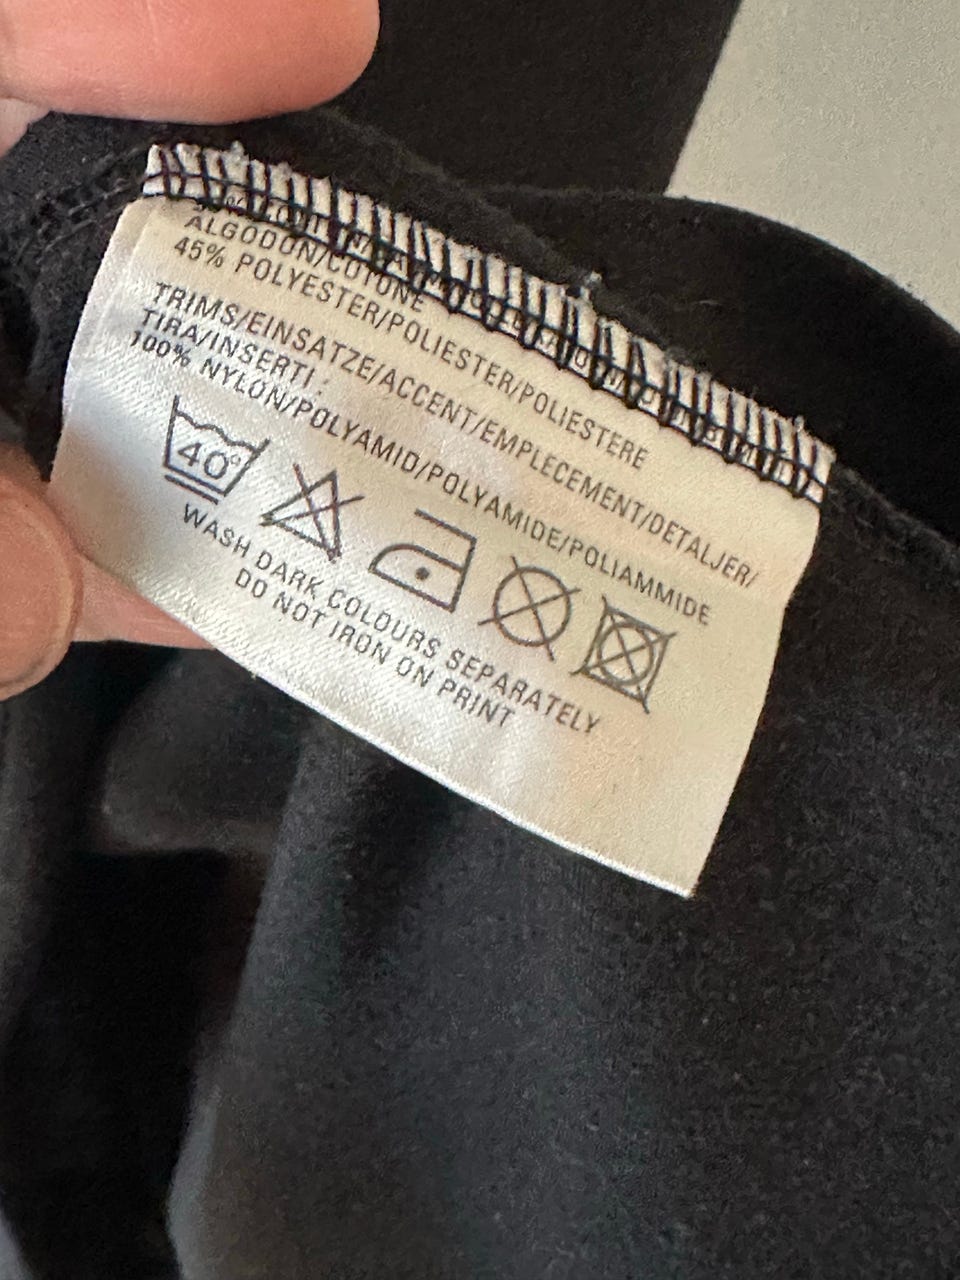 ALGODON/COTONE
45% POLYESTER/POLIESTER/POLIESTERE
TRIMS/EINSATZE/ACCENT/EMPLECEMENT/DETALJER/
TIRA/INSERTI :
100% NYLON/POLYAMID/POLYAMIDE/POLIAMMIDE
40°
WASH DARK COLOURS SEPARATELY
DO NOT IRON ON PRINT